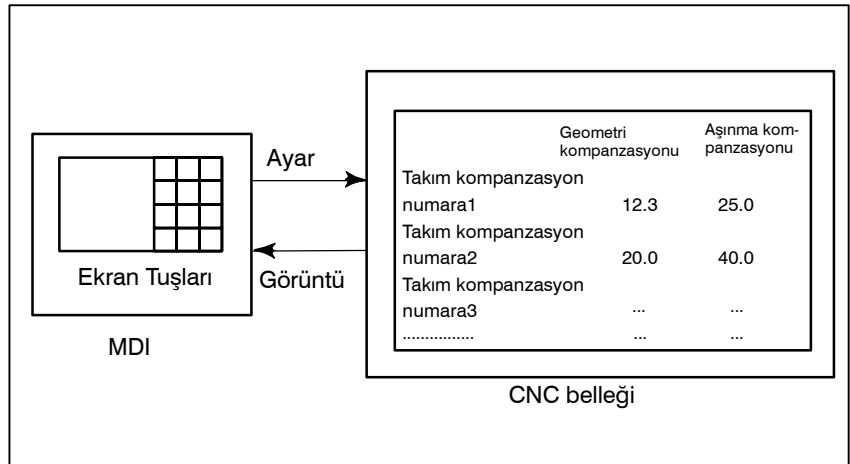 Geometri
kompanzasyonu
Aşınma kom-
panzasyonu
Takım kompanzasyon
numara1 12.3 25.0
Takım kompanzasyon
numara2 20.0 40.0
Takım kompanzasyon
numara3 ... ...
............... ... ...
Ayar
Görüntü
Ekran Tuşları
MDI
CNC belleği